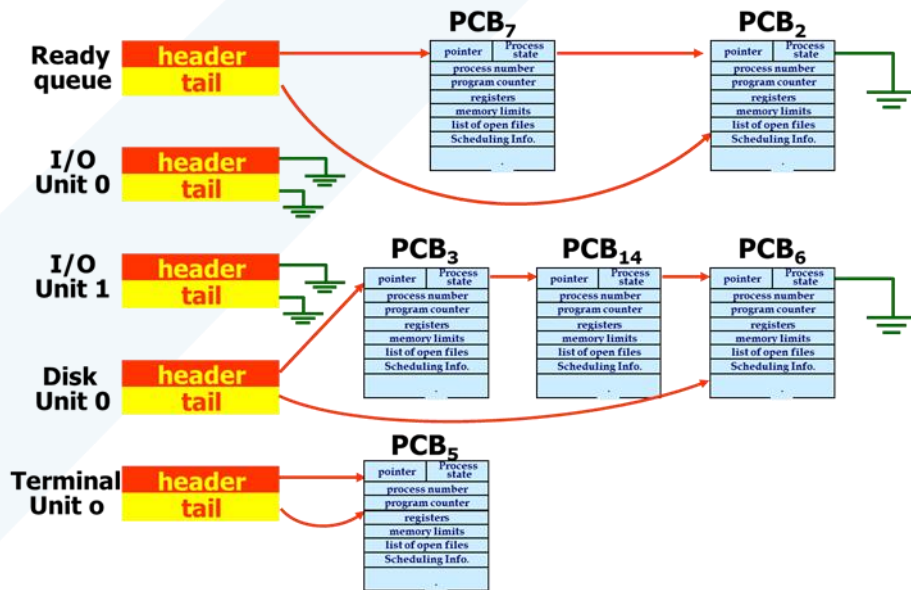 PCB7
PCB2
Ready
queue
header
tail
pointer
Process
state
process number
program counter
registers
memory limits
list of open files
Scheduling Info.
.
pointer
Process
state
process number
program counter
registers
memory limits
list of open files
Scheduling Info.
.
I/O
Unit 0
header
tail
I/O
Unit 1
header
tail
PCB3
PCB14
PCB6
pointer
Process
state
process number
program counter
registers
memory limits
list of open files
Scheduling Info.
.
pointer
Process
state
process number
program counter
registers
memory limits
list of open files
Scheduling Info.
.
pointer
Process
state
process number
program counter
registers
memory limits
list of open files
Scheduling Info.
.
Disk
Unit 0
header
tail
PCB5
Terminal
Unit o
header
tail
pointer
Process
state
process number
program counter
registers
memory limits
list of open files
Scheduling Info.
.